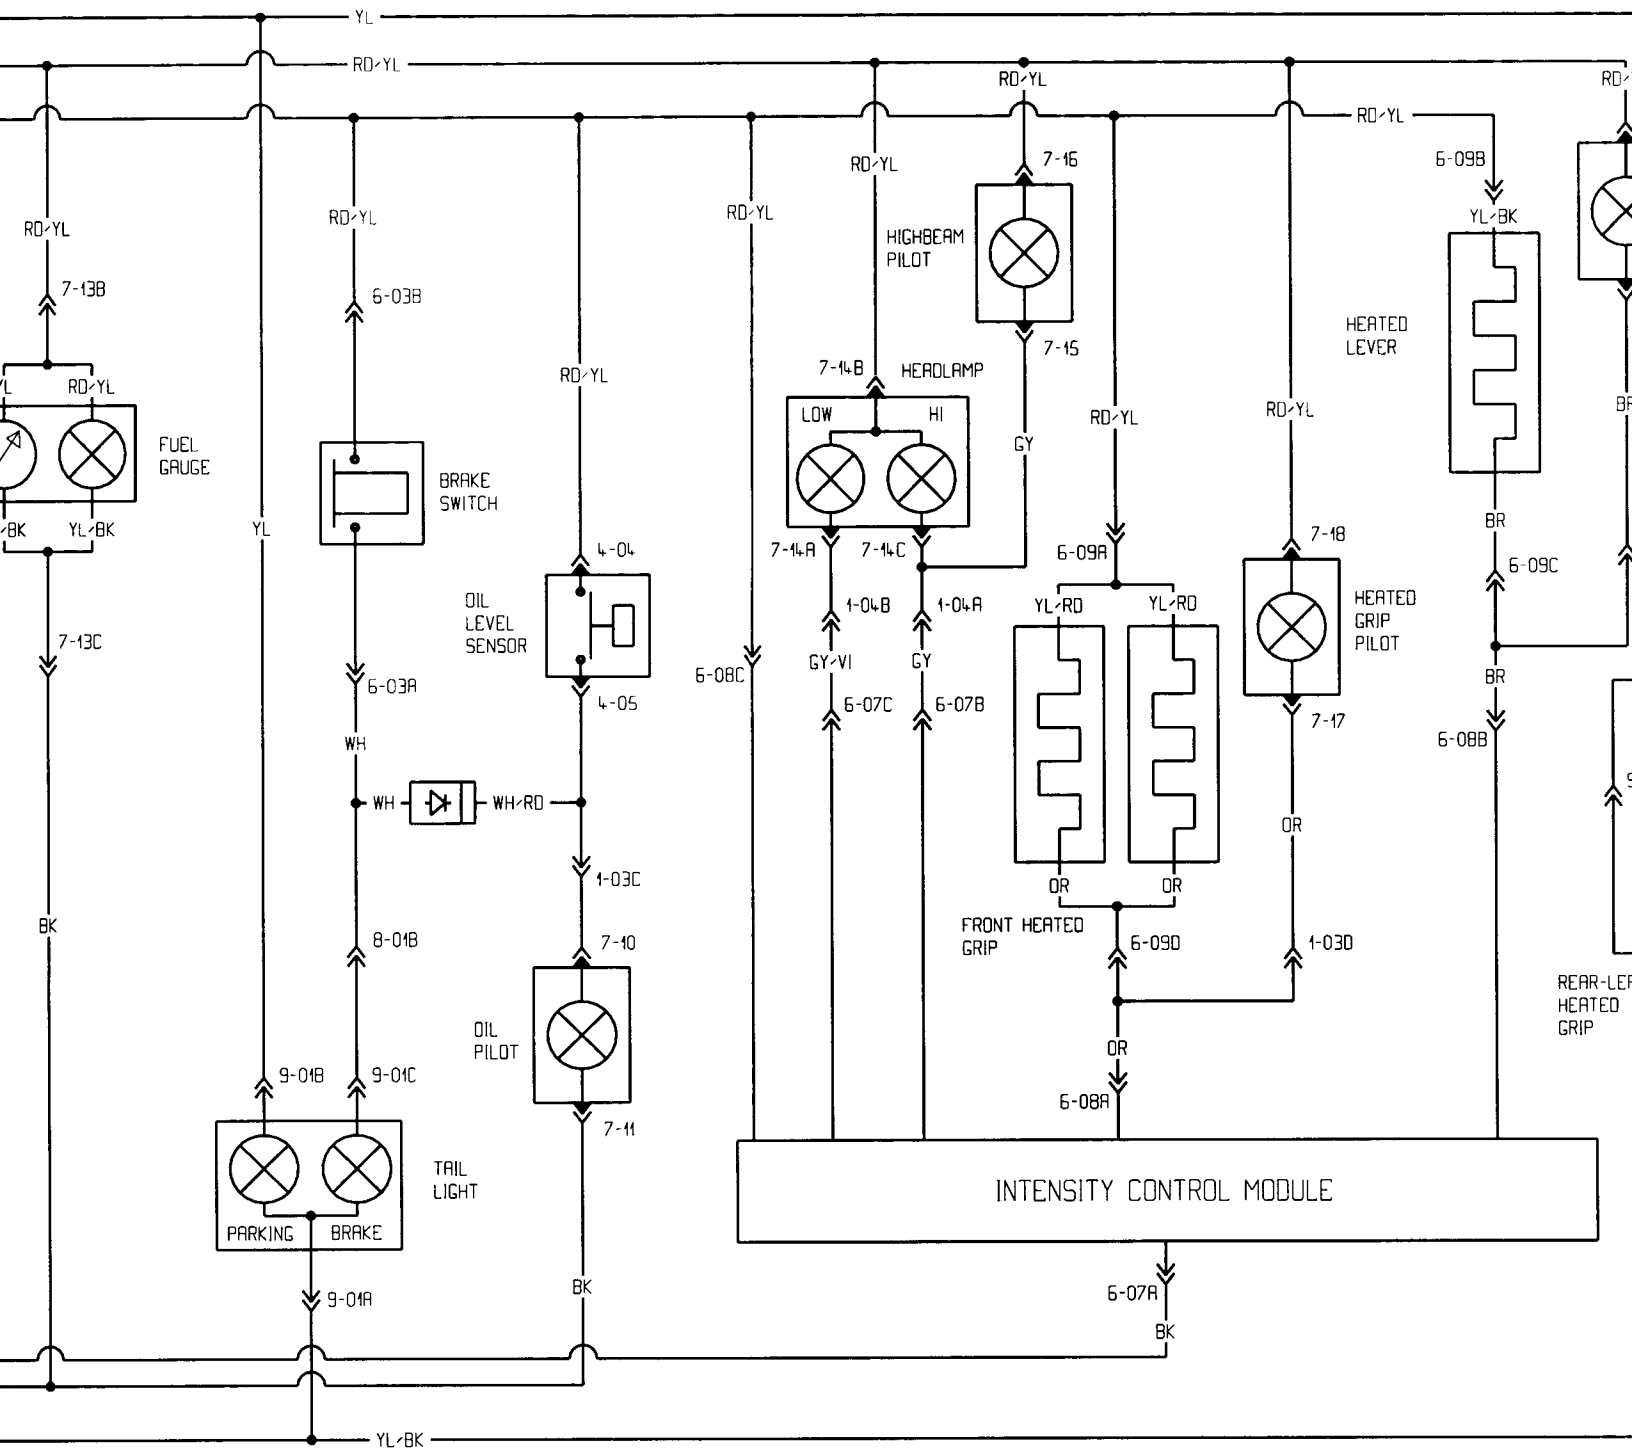 YL
RD/YL
RD/YL
RD/YL
6-09B
7-16
RD/YL
RD/YL
RD/YL
RD/YL
YL/BK
HIGHBEAM
PILOT
7-13B
6-03B
HEATED
LEVER
7-15
7-14B
HEADLAMP
RD/YL
RD/YL
LOW
HI
RD/YL
RD/YL
BR
GY
FUEL
GAUGE
BRAKE
SWITCH
BR
/BK
YL/BK
YL
7-18
4-04
7-14A
7-14C
6-09A
6-09C
OIL
LEVEL
SENSOR
1-04B
1-04A
YL/RD
YL/RD
HEATED
GRIP
PILOT
7-13C
GY/VI
GY
6-08C
BR
6-03A
4-05
6-07C
6-07B
7-17
WH
6-08B
WH
WH/RD
OR
1-03C
OR
OR
BK
FRONT HEATED
GRIP
8-01B
7-10
6-09D
1-03D
REAR-LE
HEATED
GRIP
OIL
PILOT
OR
9-01B
9-01C
6-08A
7-11
TAIL
LIGHT
INTENSITY CONTROL MODULE
PARKING
BRAKE
BK
6-07A
9-01A
BK
YL/BK